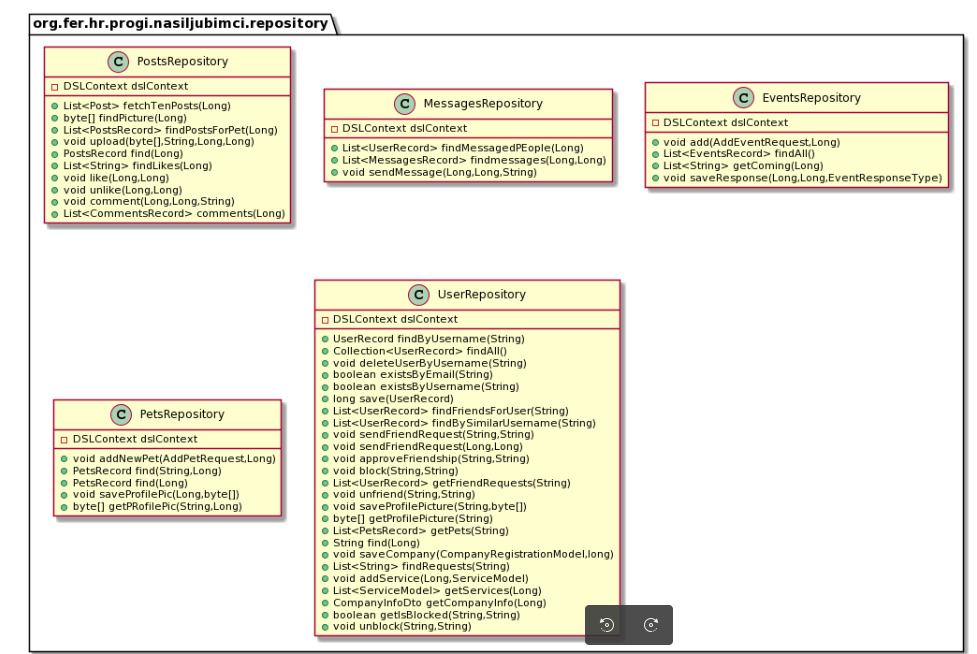 org.fer.hr.progi.nasiljubimci.repository
C PostsRepository
DSLContext dslContext
List<Post> fetchTenPosts(Long)
byte[] findPicture(Long)
List<PostsRecord> findPostsForPet(Long)
void upload(byte[],String,Long,Long)
PostsRecord find(Long)
List<String> findLikes(Long)
void like(Long,Long)
void unlike(Long,Long)
void comment(Long,Long,String)
List<CommentsRecord> comments(Long)
C MessagesRepository
DSLContext dslContext
List<UserRecord> findMessagedPEople(Long)
List<MessagesRecord> findmessages(Long,Long)
void sendMessage(Long,Long,String)
C EventsRepository
DSLContext dslContext
void add(AddEventRequest,Long)
List<EventsRecord> findAll()
List<String> getComing(Long)
void saveResponse(Long,Long,EventResponseType)
C PetsRepository
DSLContext dslContext
void addNewPet(AddPetRequest,Long)
PetsRecord find(String,Long)
PetsRecord find(Long)
void saveProfilePic(Long,byte[])
byte[] getPRofilePic(String,Long)
C UserRepository
DSLContext dslContext
UserRecord findByUsername(String)
Collection<UserRecord> findAll()
void deleteUserByUsername(String)
boolean existsByEmail(String)
boolean existsByUsername(String)
long save(UserRecord)
List<UserRecord> findFriendsForUser(String)
List<UserRecord> findBySimilarUsername(String)
void sendFriendRequest(String,String)
void sendFriendRequest(Long,Long)
void approveFriendship(String,String)
void block(String,String)
List<UserRecord> getFriendRequests(String)
void unfriend(String,String)
void saveProfilePicture(String,byte[])
byte[] getProfilePicture(String)
List<PetsRecord> getPets(String)
String find(Long)
void saveCompany(CompanyRegistrationModel,long)
List<String> findRequests(String)
void addService(Long,ServiceModel)
List<ServiceModel> getServices(Long)
CompanyInfoDto getCompanyInfo(Long)
boolean getIsBlocked(String,String)
void unblock(String,String)